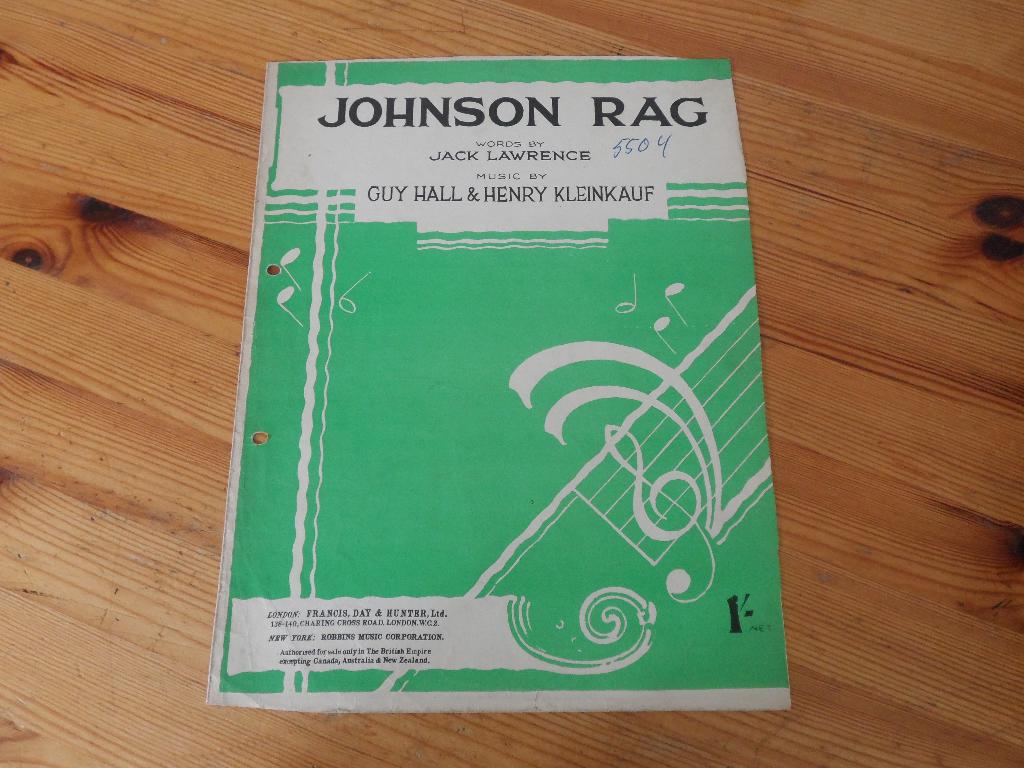 JOHNSON RAG
WORDS BY
JACK LAWRENCE
5504
MUSIC BY
GUY HALL & HENRY KLEINKAUF
LONDON: FRANCIS, DAY & HUNTER, Ltd.
138-140, CHARING CROSS ROAD, LONDON. W.C.2.
NEW YORK: ROBBINS MUSIC CORPORATION.
Authorised for sale only in The British Empire
excepting Canada, Australia & New Zealand.
1/-
NET